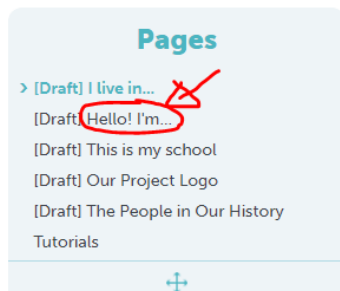 Pages
> [Draft] I live in...
[Draft] Hello! I'm...
[Draft] This is my school
[Draft] Our Project Logo
[Draft] The People in Our History
Tutorials